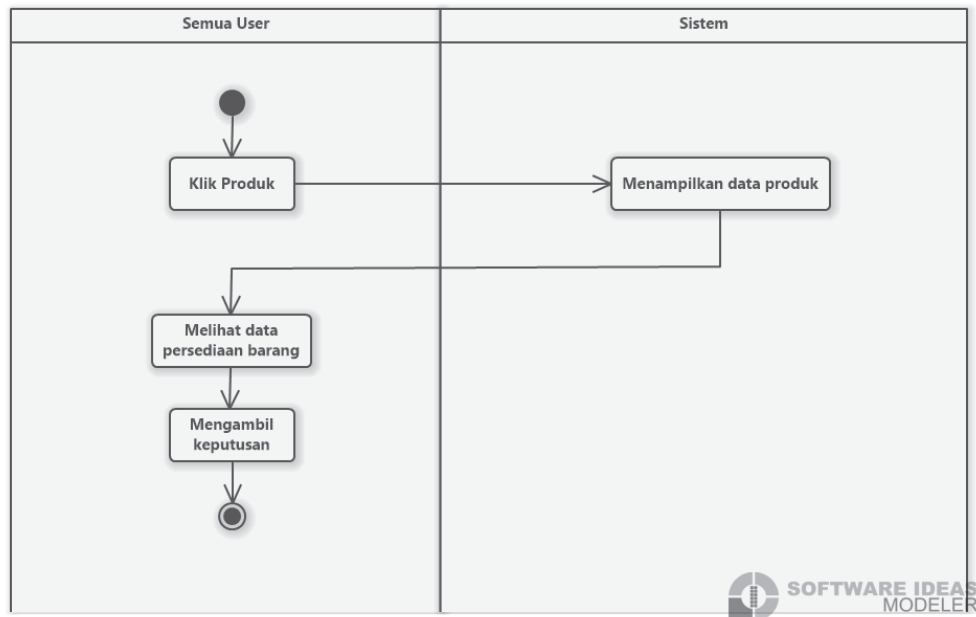 Semua User
Sistem
Klik Produk
Menampilkan data produk
Melihat data
persediaan barang
Mengambil
keputusan
SOFTWARE IDEAS
MODELER